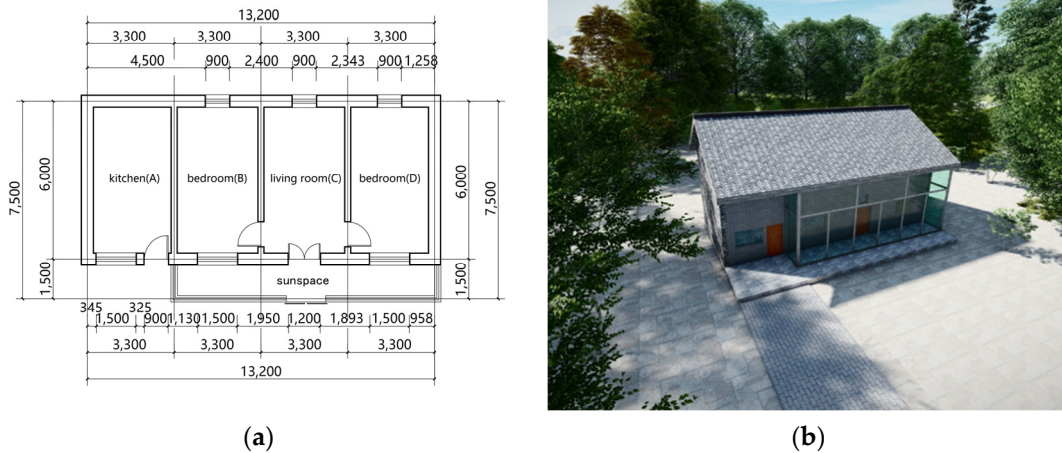 13,200
3,300 3,300 3,300 3,300
4,500 900 2,400 900 2,343 900 1,258
7,500 6,000 kitchen(A) bedroom(B) living room(C) bedroom(D) 6,000 7,500
1,500 sunspace 1,500
345 325
1,500 900 1,130 1,500 1,950 1,200 1,893 1,500 958
3,300 3,300 3,300 3,300
13,200
(a) (b)